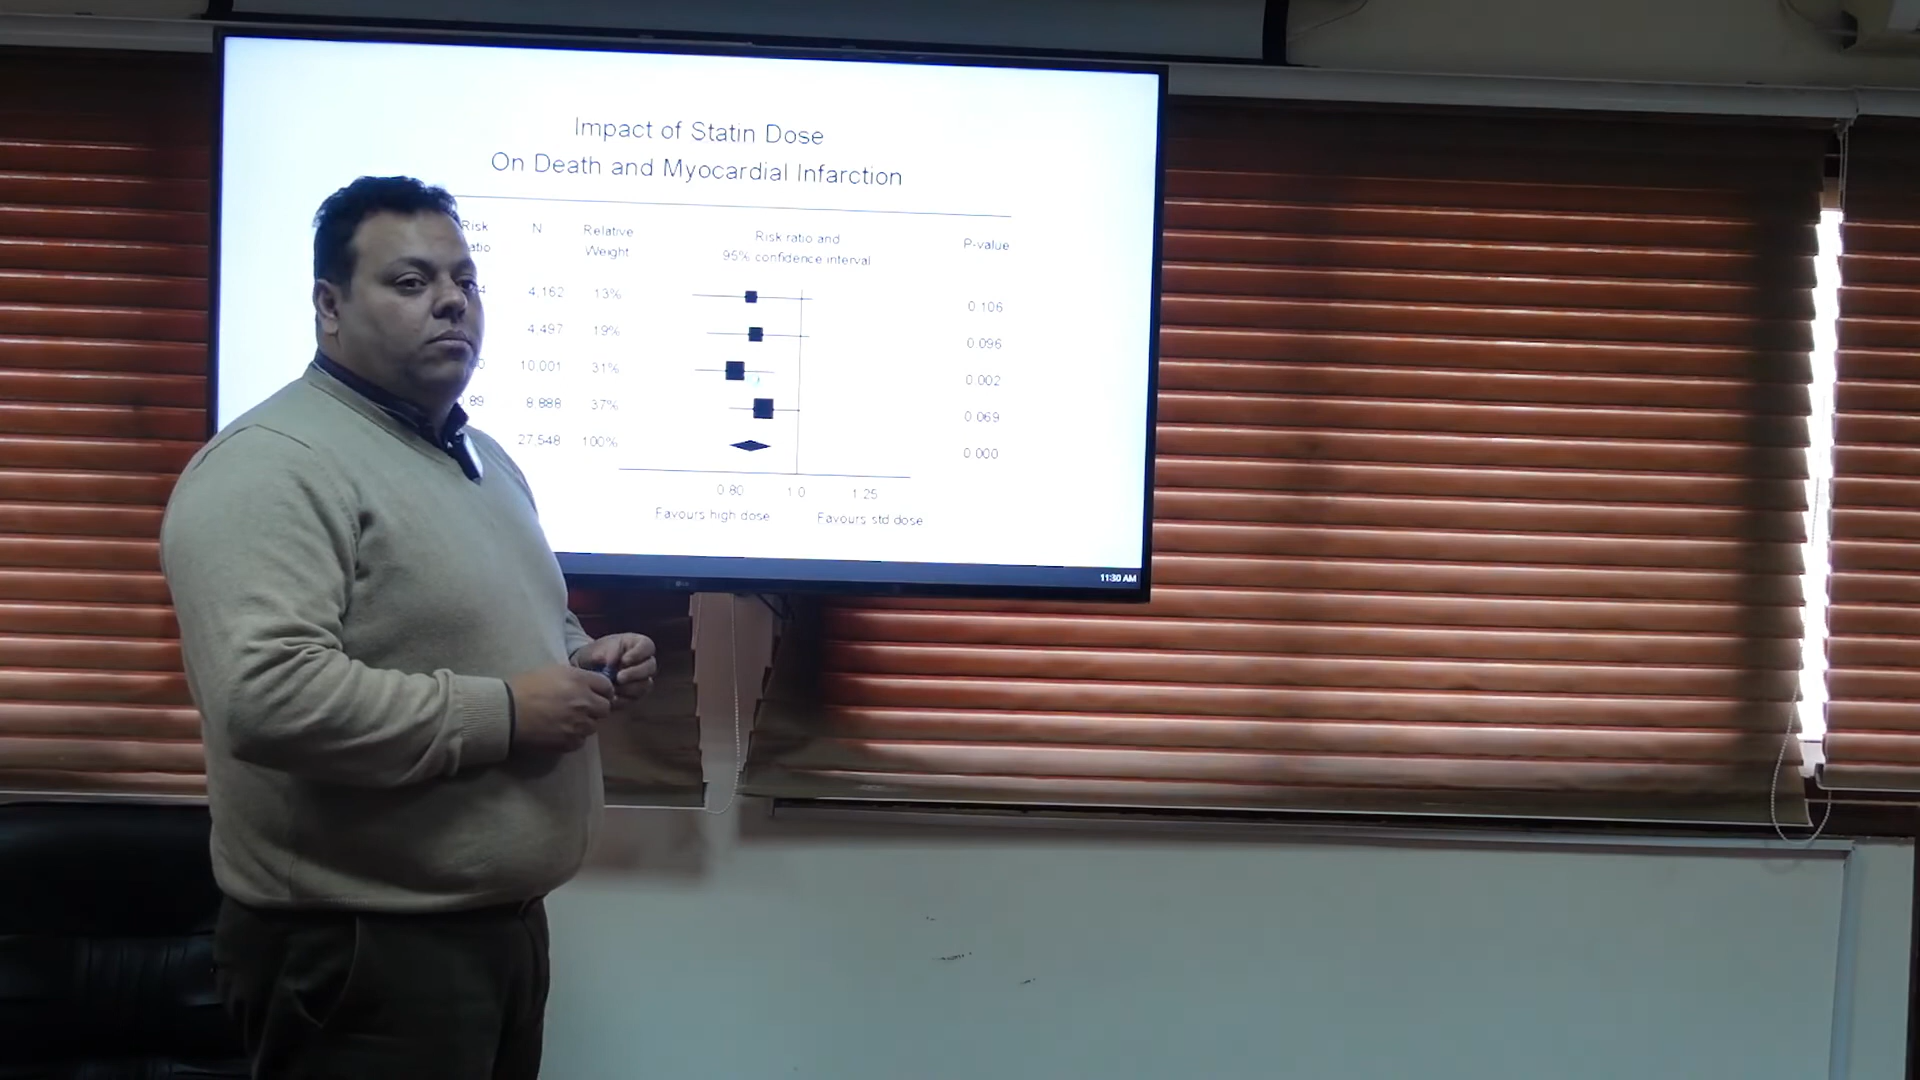 Impact of Statin Dose
On Death and Myocardial Infarction
Risk N Relative Risk ratio and P-value
Weight 95% confidence interval
4,162 13% 0.106
4,497 19% 0.096
10,001 31% 0.002
0.89 8,888 37% 0.069
27,548 100% 0.000
0.80 1.0 1.25
Favours high dose Favours std dose
11:30 AM
LG